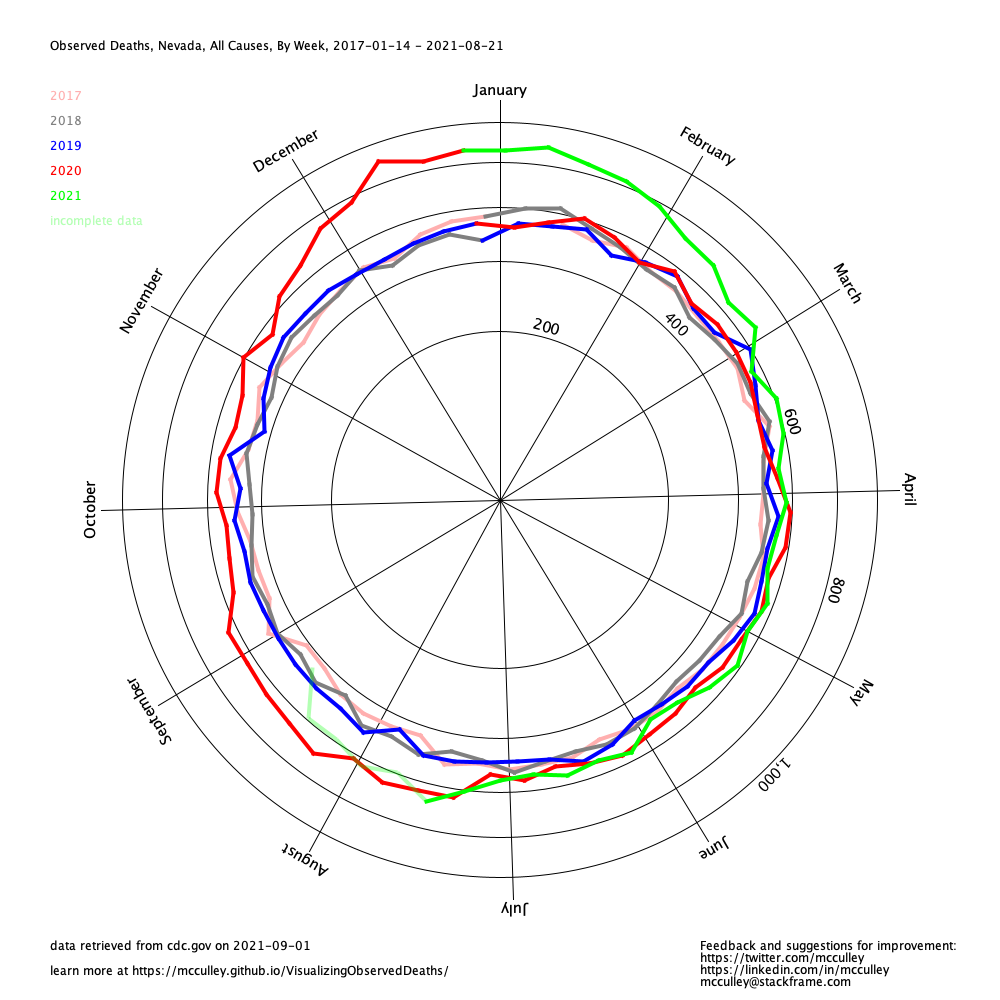 Observed Deaths, Nevada, All Causes, By Week, 2017-01-14 - 2021-08-21
2017
2018
2019
2020
2021
incomplete data
January
February
March
April
May
June
July
August
September
October
November
December
200
400
600
800
1,000
data retrieved from cdc.gov on 2021-09-01
learn more at https://mcculley.github.io/VisualizingObservedDeaths/
Feedback and suggestions for improvement:
https://twitter.com/mcculley
https://linkedin.com/in/mcculley
mcculley@stackframe.com